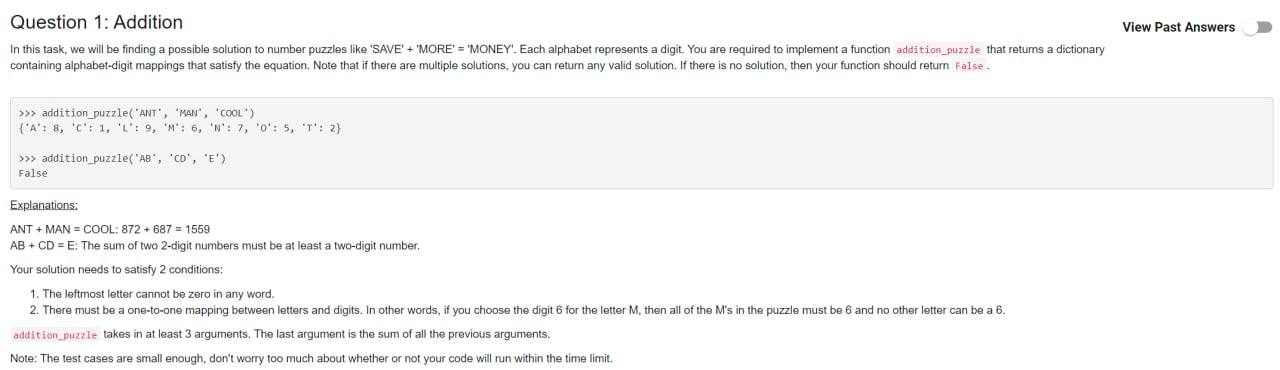 Question 1: Addition
View Past Answers
In this task, we will be finding a possible solution to number puzzles like 'SAVE' + 'MORE' = 'MONEY'. Each alphabet represents a digit. You are required to implement a function addition_puzzle that returns a dictionary
containing alphabet-digit mappings that satisfy the equation. Note that if there are multiple solutions, you can return any valid solution. If there is no solution, then your function should return False.
>>> addition_puzzle('ANT', 'MAN', 'COOL')
{'A': 8, 'C': 1, 'L': 9, 'M': 6, 'N': 7, 'O': 5, 'T': 2}
>>> addition_puzzle('AB', 'CD', 'E')
False
Explanations:
ANT + MAN = COOL: 872 + 687 = 1559
AB + CD = E: The sum of two 2-digit numbers must be at least a two-digit number.
Your solution needs to satisfy 2 conditions:
1. The leftmost letter cannot be zero in any word.
2. There must be a one-to-one mapping between letters and digits. In other words, if you choose the digit 6 for the letter M, then all of the M's in the puzzle must be 6 and no other letter can be a 6.
addition_puzzle takes in at least 3 arguments. The last argument is the sum of all the previous arguments.
Note: The test cases are small enough, don't worry too much about whether or not your code will run within the time limit.